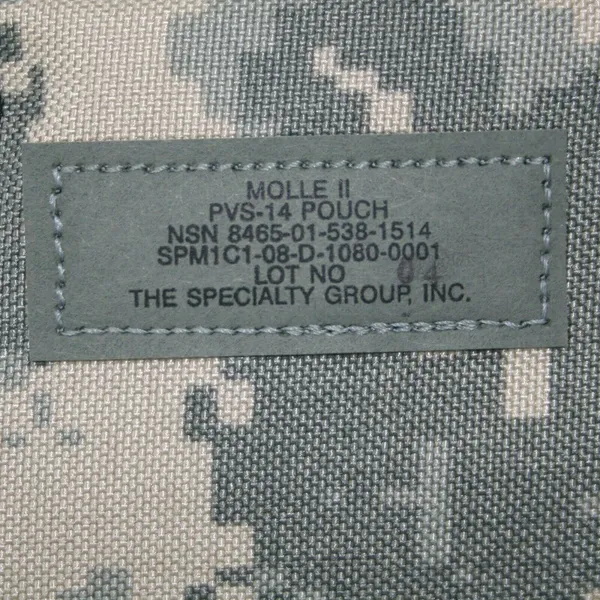 MOLLE II
PVS-14 POUCH
NSN 8465-01-538-1514
SPM1C1-08-D-1080-0001
LOT NO 04
THE SPECIALTY GROUP, INC.